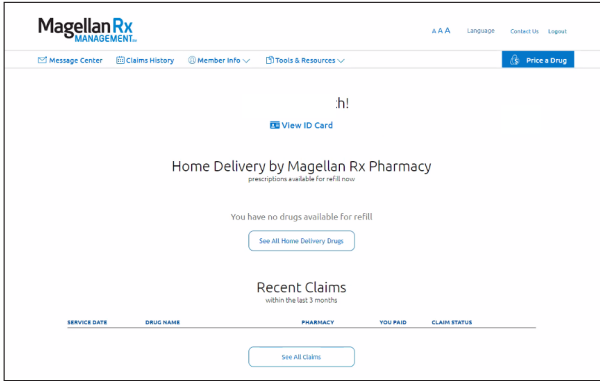 MagellanRx
MANAGEMENT
A A A Language Contact Us Logout
Message Center Claims History Member Info Tools & Resources Price a Drug
:h!
View ID Card
Home Delivery by Magellan Rx Pharmacy
prescriptions available for refill now
You have no drugs available for refill
See All Home Delivery Drugs
Recent Claims
within the last 3 months
SERVICE DATE DRUG NAME PHARMACY YOU PAID CLAIM STATUS
See All Claims